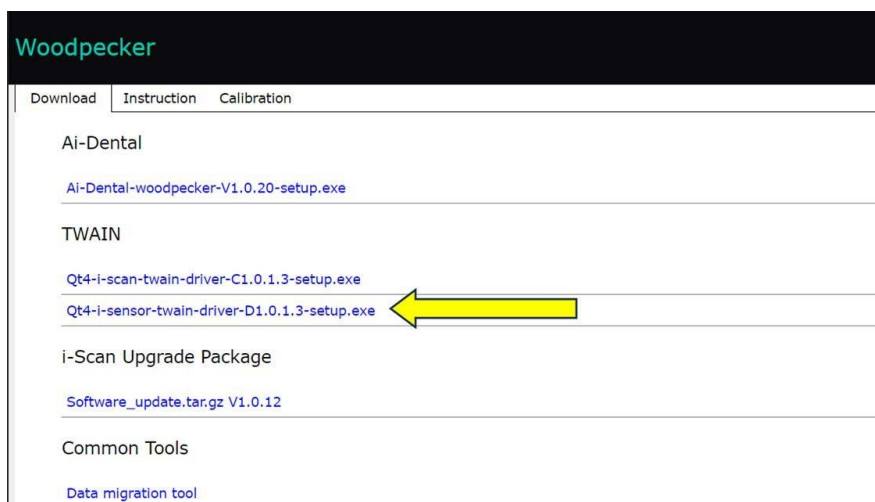 Woodpecker
Download Instruction Calibration
Ai-Dental
Ai-Dental-woodpecker-V1.0.20-setup.exe
TWAIN
Qt4-i-scan-twain-driver-C1.0.1.3-setup.exe
Qt4-i-sensor-twain-driver-D1.0.1.3-setup.exe
i-Scan Upgrade Package
Software_update.tar.gz V1.0.12
Common Tools
Data migration tool